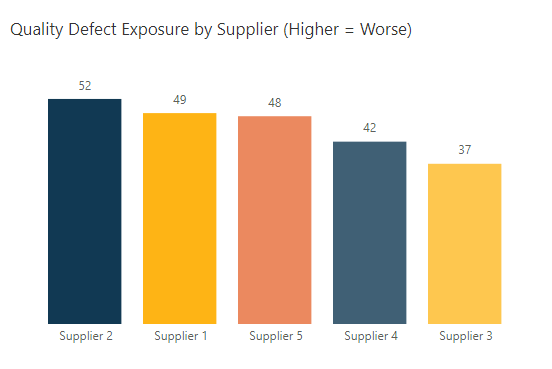 Quality Defect Exposure by Supplier (Higher = Worse)
52
49
48
42
37
Supplier 2
Supplier 1
Supplier 5
Supplier 4
Supplier 3